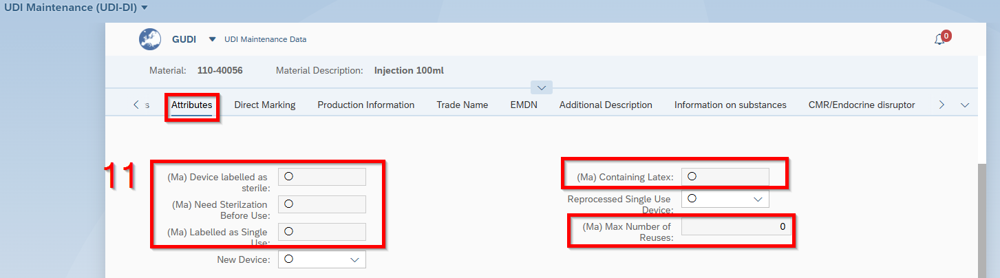 UDI Maintenance (UDI-DI)
GUDI UDI Maintenance Data 0
Material: 110-40056 Material Description: Injection 100ml
s Attributes Direct Marking Production Information Trade Name EMDN Additional Description Information on substances CMR/Endocrine disruptor
11
(Ma) Device labelled as
sterile:
(Ma) Need Sterilzation
Before Use:
(Ma) Labelled as Single
Use:
New Device:
(Ma) Containing Latex:
Reprocessed Single Use
Device:
(Ma) Max Number of
Reuses:
0